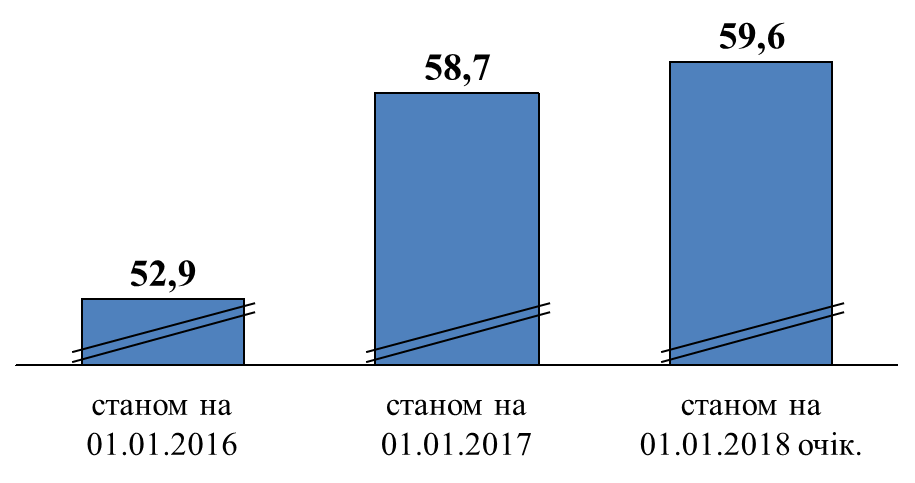 52,9
58,7
59,6
станом на
01.01.2016
станом на
01.01.2017
станом на
01.01.2018 очік.